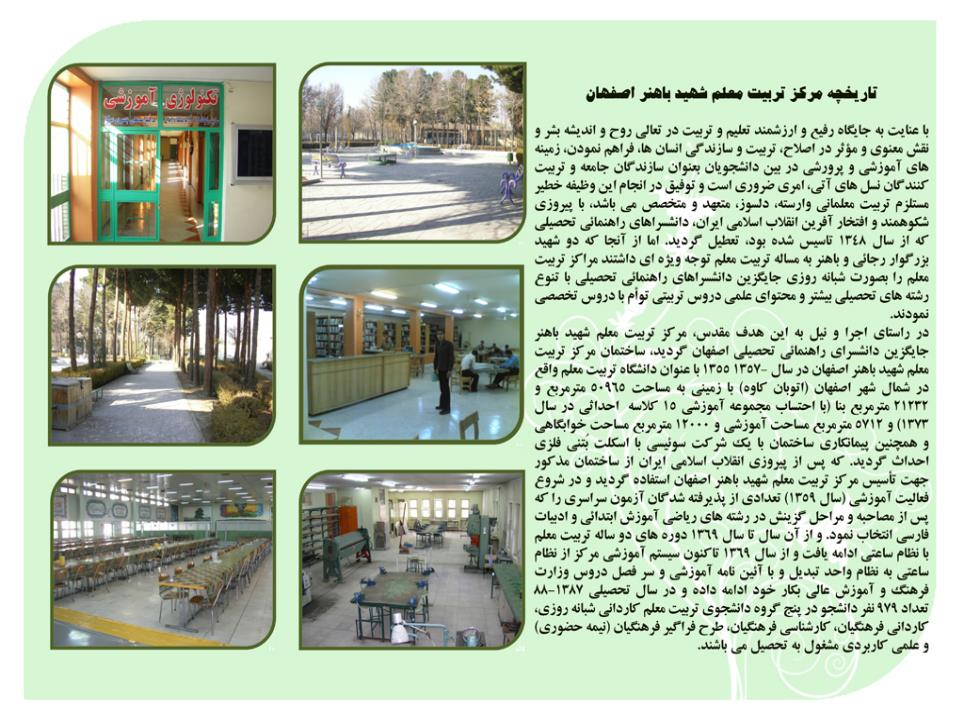 تکنولوژی آموزشی
تاریخچه مرکز تربیت معلم شهید باهنر اصفهان
با عنایت به جایگاه رفیع و ارزشمند تعلیم و تربیت در تعالی روح و اندیشه بشر و
نقش معنوی و مؤثر در اصلاح، تربیت و سازندگی انسان ها، فراهم نمودن، زمینه
های آموزشی و پرورشی در بین دانشجویان بعنوان سازندگان جامعه و تربیت
کنندگان نسل های آتی، امری ضروری است و توفیق در انجام این وظیفه خطیر
مستلزم تربیت معلمانی وارسته، دلسوز، متعهد و متخصص می باشد، با پیروزی
شکوهمند و افتخار آفرین انقلاب اسلامی ایران، دانشسراهای راهنمائی تحصیلی
که از سال ۱۳۴۸ تاسیس شده بود، تعطیل گردید. اما از آنجا که دو شهید
بزرگوار رجائی و باهنر به مساله تربیت معلم توجه ویژه ای داشتند مراکز تربیت
معلم را بصورت شبانه روزی جایگزین دانشسراهای راهنمائی تحصیلی با تنوع
رشته های تحصیلی بیشتر و محتوای علمی دروس تربیتی توأم با دروس تخصصی
نمودند.
در راستای اجرا و نیل به این هدف مقدس، مرکز تربیت معلم شهید باهنر
جایگزین دانشسرای راهنمائی تحصیلی اصفهان گردید، ساختمان مرکز تربیت
معلم شهید باهنر اصفهان در سال ۱۳۵۷- ۱۳۵۵ با عنوان دانشگاه تربیت معلم واقع
در شمال شهر اصفهان (اتوبان کاوه) با زمینی به مساحت ۵۰۹۶۵ مترمربع و
۲۱۲۳۲ مترمربع بنا (با احتساب مجموعه آموزشی ۱۵ کلاسه احداثی در سال
۱۳۷۳) و ۵۷۱۲ مترمربع مساحت آموزشی و ۱۲۰۰۰ مترمربع مساحت خوابگاهی
و همچنین پیمانکاری ساختمان با یک شرکت سوئیسی با اسکلت بتنی فلزی
احداث گردید. که پس از پیروزی انقلاب اسلامی ایران از ساختمان مذکور
جهت تأسیس مرکز تربیت معلم شهید باهنر اصفهان استفاده گردید و در شروع
فعالیت آموزشی (سال ۱۳۵۹) تعدادی از پذیرفته شدگان آزمون سراسری را که
پس از مصاحبه و مراحل گزینش در رشته های ریاضی آموزش ابتدائی و ادبیات
فارسی انتخاب نمود. و از آن سال تا سال ۱۳۶۹ دوره های دو ساله تربیت معلم
با نظام ساعتی ادامه یافت و از سال ۱۳۶۹ تاکنون سیستم آموزشی مرکز از نظام
ساعتی به نظام واحد تبدیل و با آئین نامه آموزشی و سر فصل دروس وزارت
فرهنگ و آموزش عالی بکار خود ادامه داده و در سال تحصیلی ۱۳۸۷-۸۸
تعداد ۹۷۹ نفر دانشجو در پنج گروه دانشجوی تربیت معلم کاردانی شبانه روزی،
کاردانی فرهنگیان، کارشناسی فرهنگیان، طرح فراگیر فرهنگیان (نیمه حضوری)
و علمی کاربردی مشغول به تحصیل می باشند.